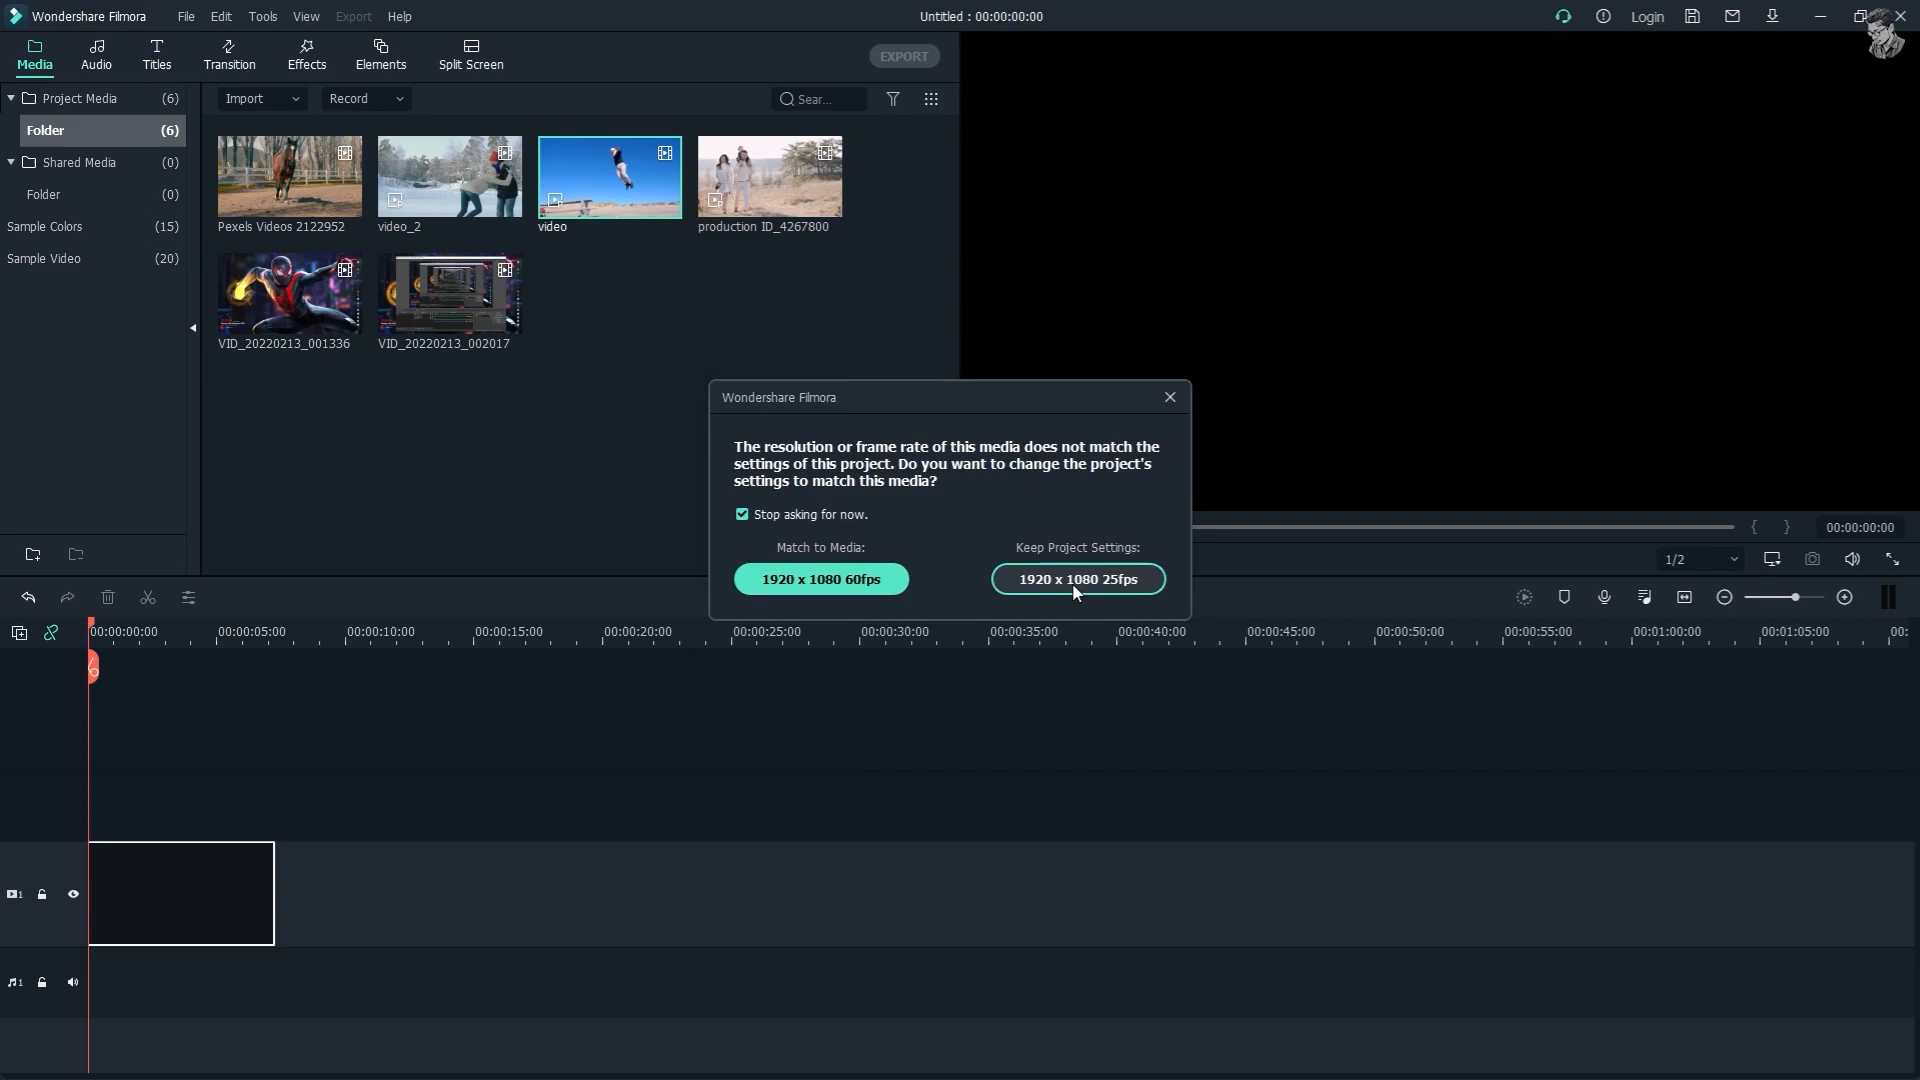 Wondershare Filmora File Edit Tools View Export Help Untitled : 00:00:00:00 Login
Media Audio Titles Transition Effects Elements Split Screen EXPORT
Project Media (6)
Folder (6)
Shared Media (0)
Folder (0)
Sample Colors (15)
Sample Video (20)
Import Record Sear...
Pexels Videos 2122952 video_2 video production ID_4267800
VID_20220213_001336 VID_20220213_002017
Wondershare Filmora
The resolution or frame rate of this media does not match the
settings of this project. Do you want to change the project's
settings to match this media?
Stop asking for now.
Match to Media: Keep Project Settings:
1920 x 1080 60fps 1920 x 1080 25fps
{ } 00:00:00:00
1/2
00:00:00:00 00:00:05:00 00:00:10:00 00:00:15:00 00:00:20:00 00:00:25:00 00:00:30:00 00:00:35:00 00:00:40:00 00:00:45:00 00:00:50:00 00:00:55:00 00:01:00:00 00:01:05:00 00:
1
1